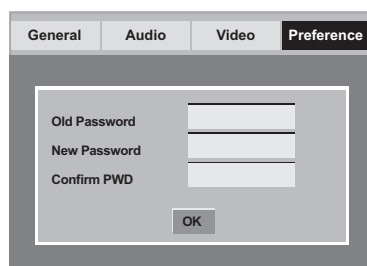 General Audio Video Preference
Old Password
New Password
Confirm PWD
OK